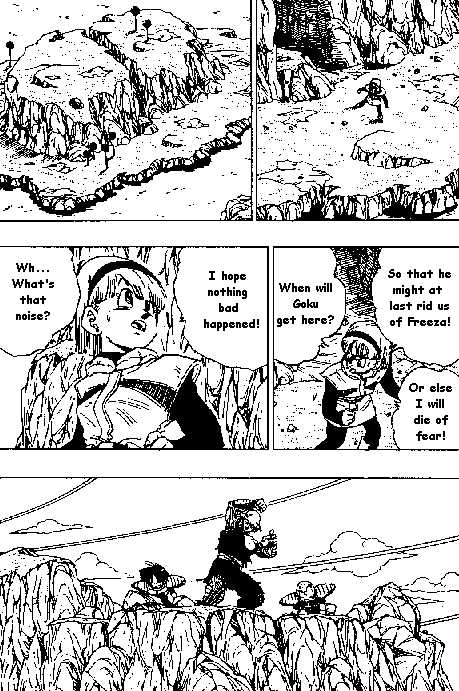 Wh...
What's
that
noise?
I hope
nothing
bad
happened!
When will
Goku
get here?
So that he
might at
last rid us
of Freeza!
Or else
I will
die of
fear!